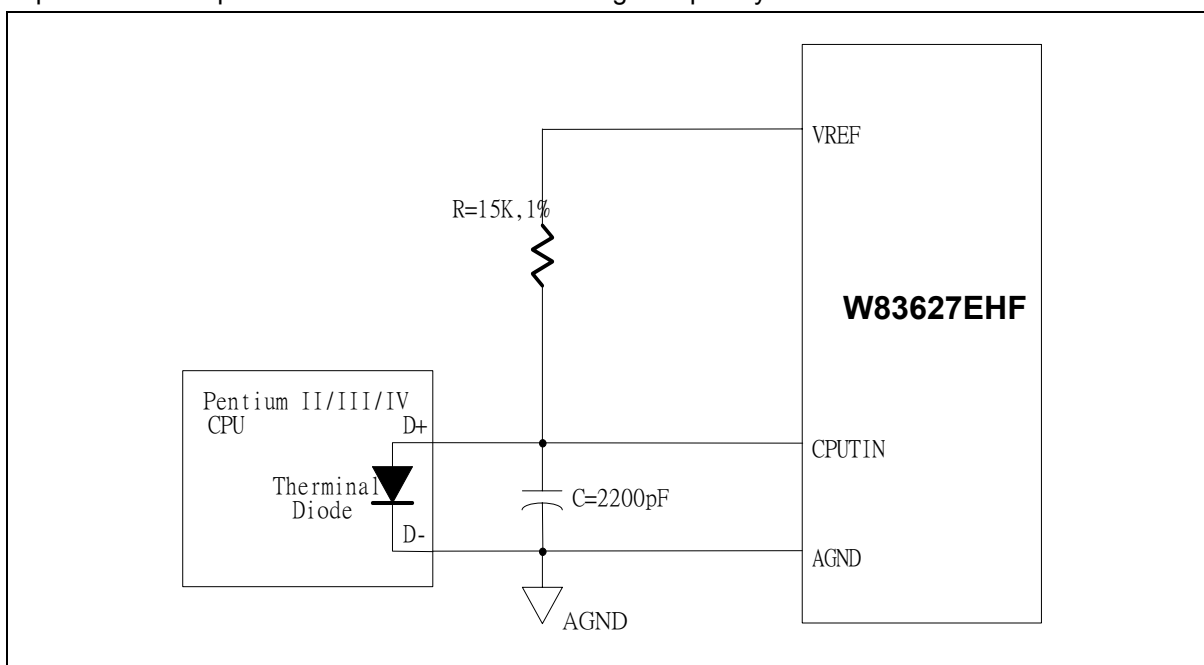 VREF
R=15K,1%
W83627EHF
Pentium II/III/IV
CPU
D+
CPUTIN
Therminal
Diode
C=2200pF
D-
AGND
AGND